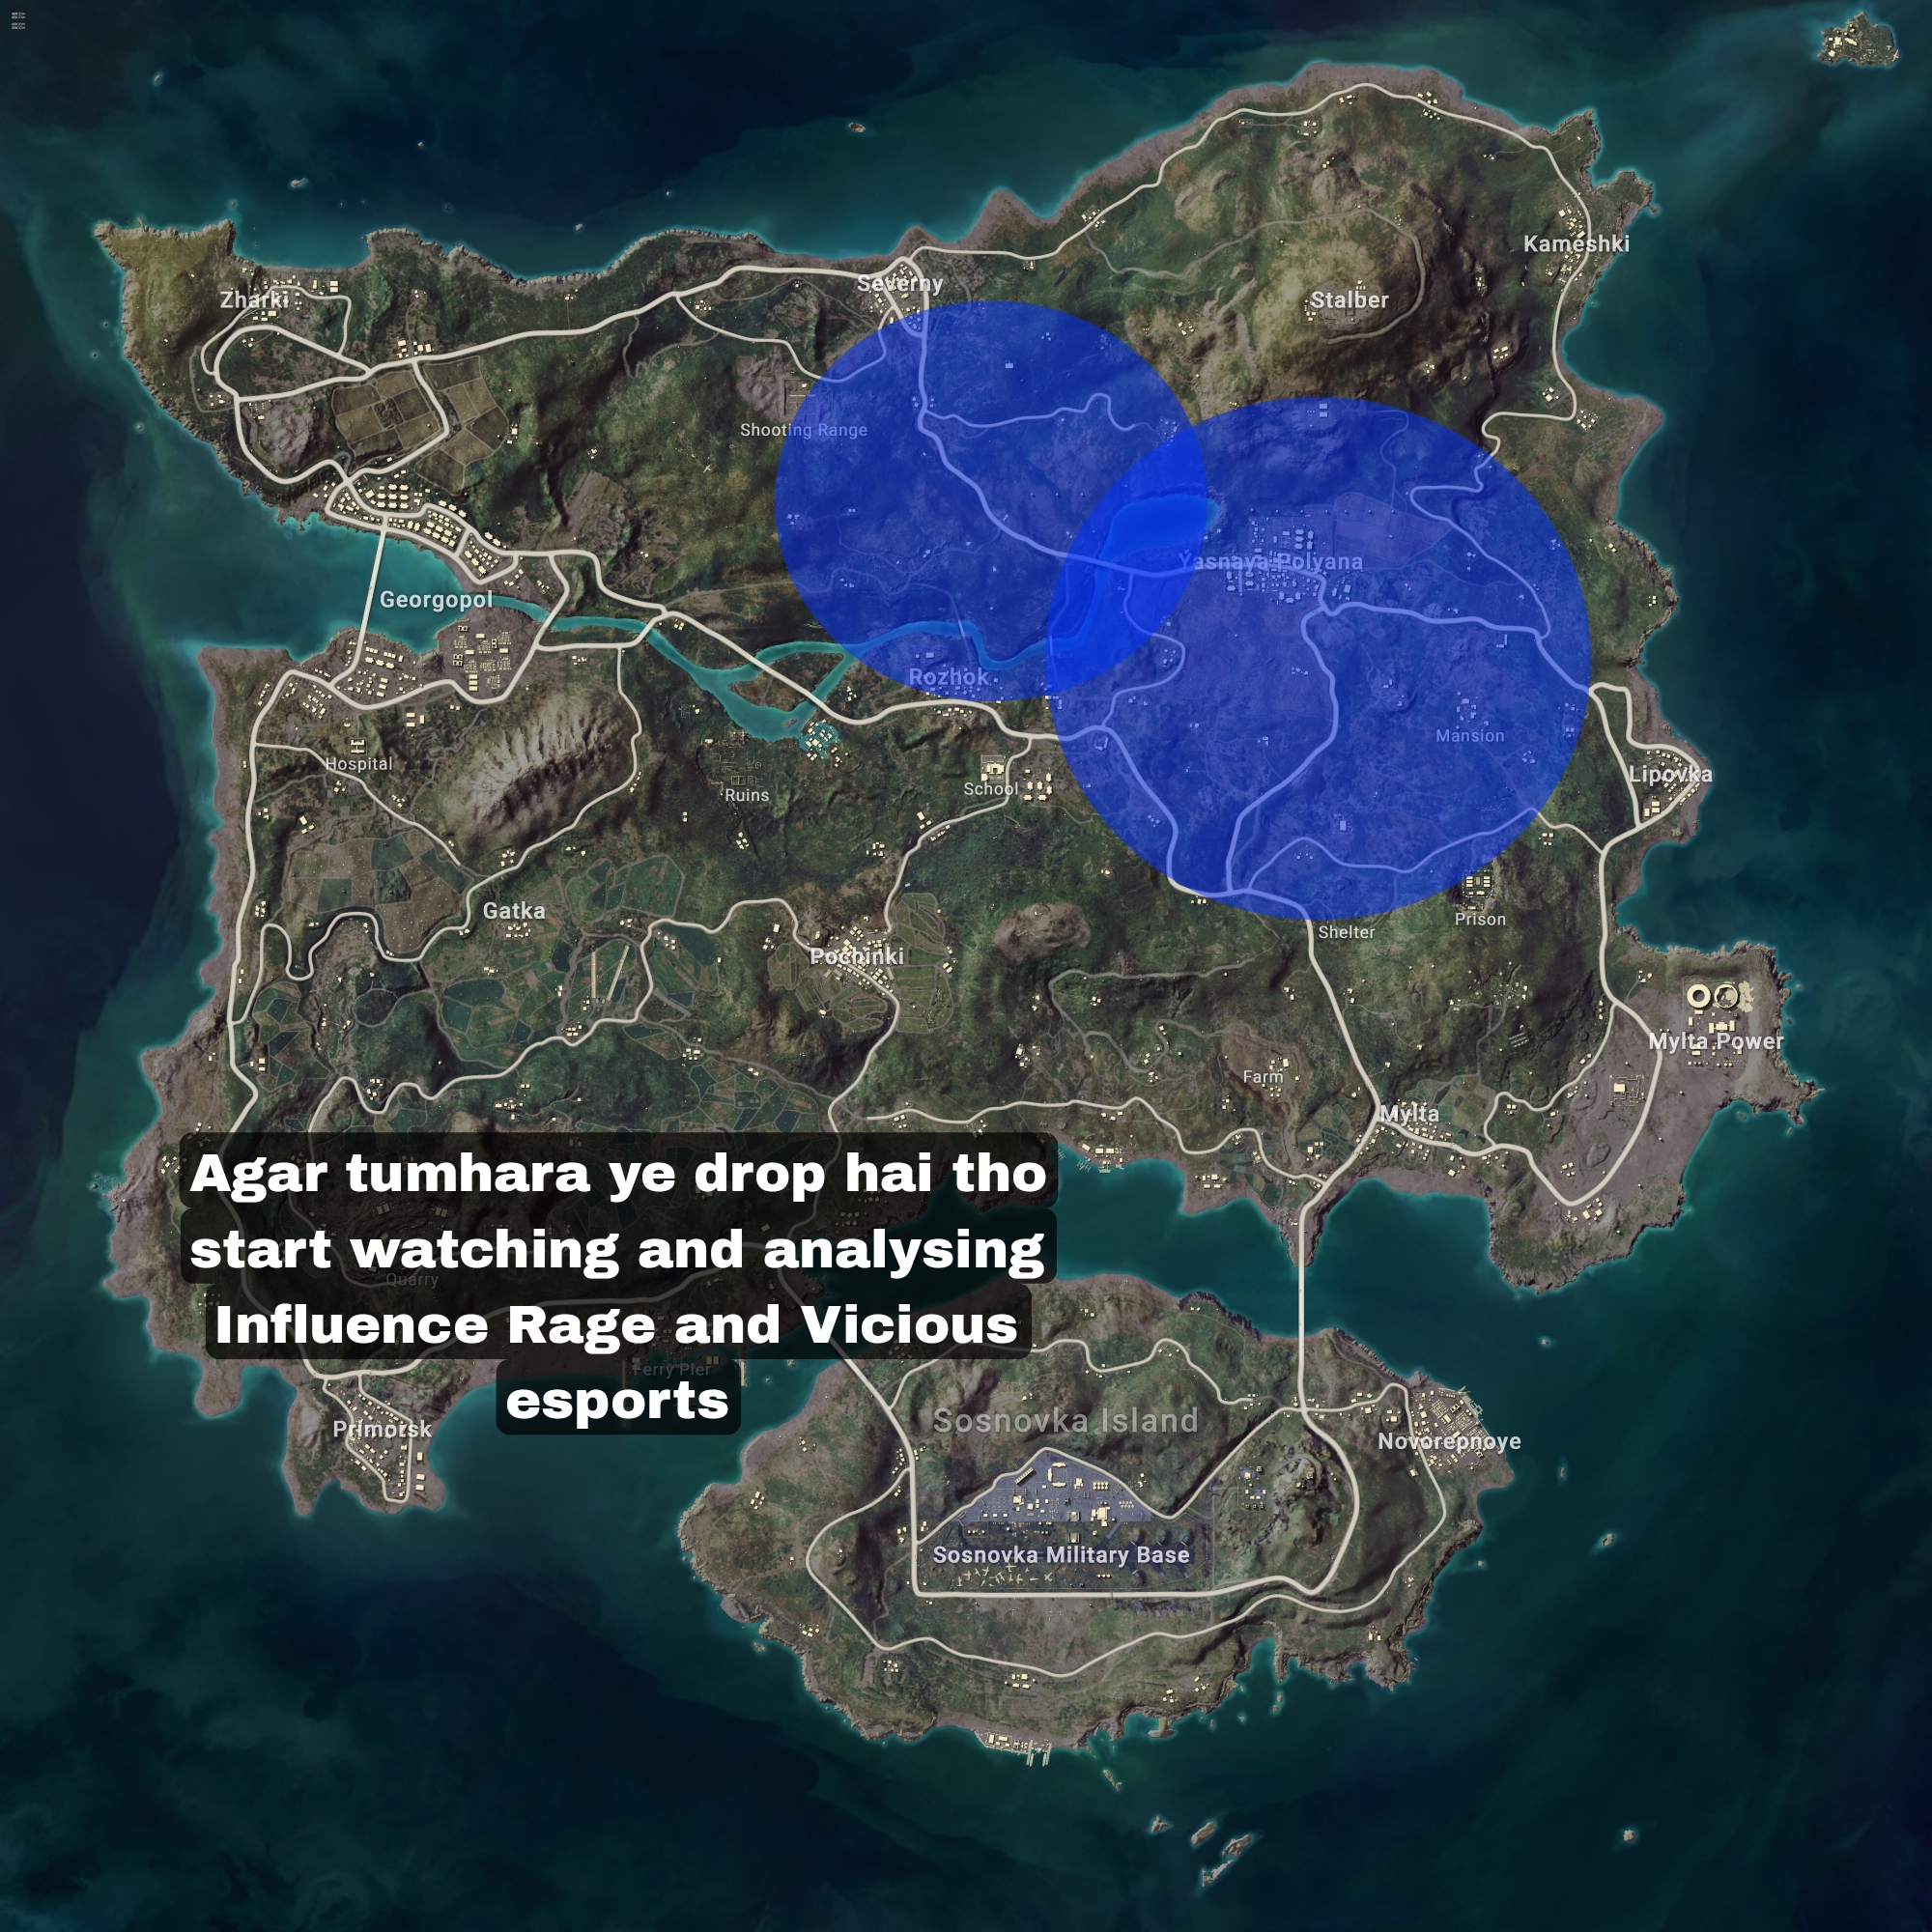 Kameshki
Severny
Zharki
Stalber
Shooting Range
Yasnaya Polyana
Georgopol
Rozhok
Mansion
Hospital
Lipovka
School
Ruins
Gatka
Prison
Shelter
Pochinki
Mylta Power
Farm
Mylta
Agar tumhara ye drop hai tho
start watching and analysing
Quarry
Influence Rage and Vicious
Ferry Pier
esports
Sosnovka Island
Primorsk
Novorepnoye
Sosnovka Military Base